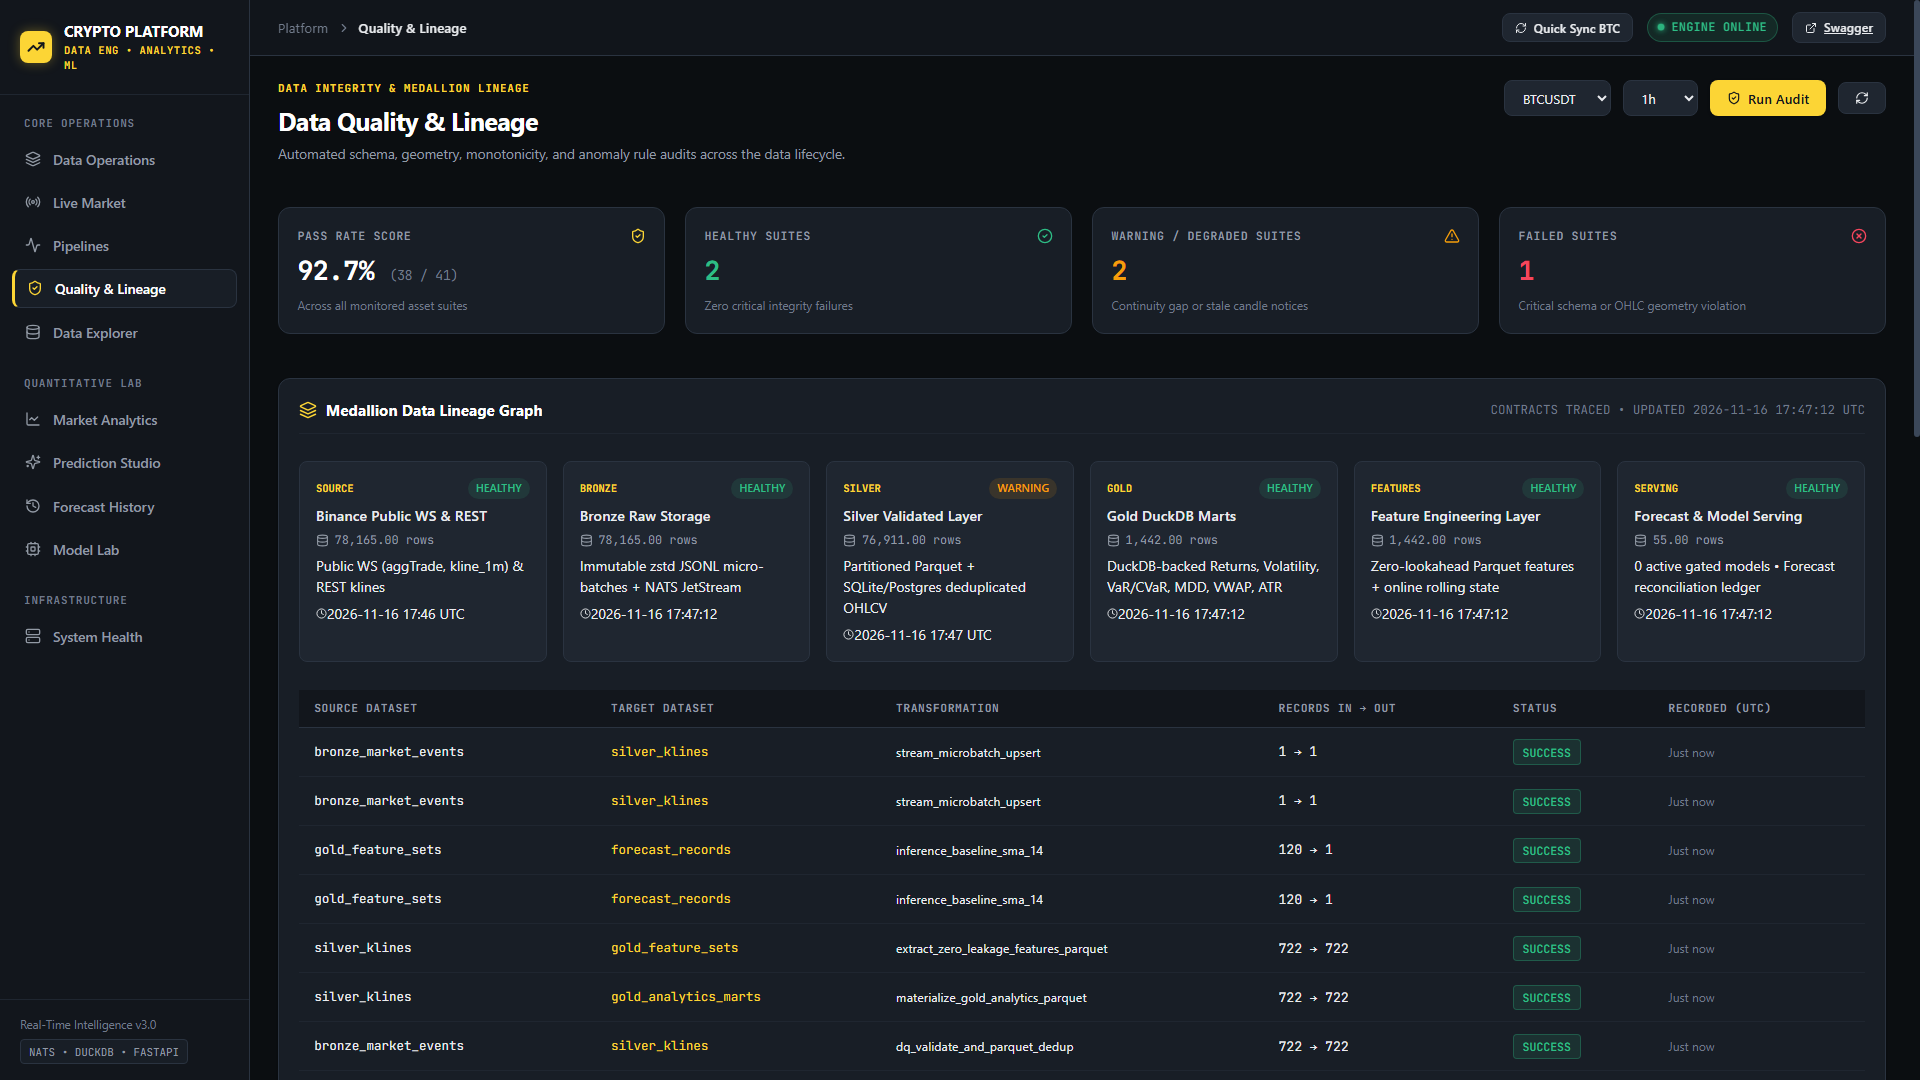 CRYPTO PLATFORM
DATA ENG • ANALYTICS •
ML
CORE OPERATIONS
Data Operations
Live Market
Pipelines
Quality & Lineage
Data Explorer
QUANTITATIVE LAB
Market Analytics
Prediction Studio
Forecast History
Model Lab
INFRASTRUCTURE
System Health
Real-Time Intelligence v3.0
NATS • DUCKDB • FASTAPI
Platform > Quality & Lineage
Quick Sync BTC
ENGINE ONLINE
Swagger
DATA INTEGRITY & MEDALLION LINEAGE
Data Quality & Lineage
Automated schema, geometry, monotonicity, and anomaly rule audits across the data lifecycle.
BTCUSDT
1h
Run Audit
PASS RATE SCORE
92.7% (38 / 41)
Across all monitored asset suites
HEALTHY SUITES
2
Zero critical integrity failures
WARNING / DEGRADED SUITES
2
Continuity gap or stale candle notices
FAILED SUITES
1
Critical schema or OHLC geometry violation
Medallion Data Lineage Graph
CONTRACTS TRACED • UPDATED 2026-11-16 17:47:12 UTC
SOURCE HEALTHY
Binance Public WS & REST
78,165.00 rows
Public WS (aggTrade, kline_1m) &
REST klines
2026-11-16 17:46 UTC
BRONZE HEALTHY
Bronze Raw Storage
78,165.00 rows
Immutable zstd JSONL micro-
batches + NATS JetStream
2026-11-16 17:47:12
SILVER WARNING
Silver Validated Layer
76,911.00 rows
Partitioned Parquet +
SQLite/Postgres deduplicated
OHLCV
2026-11-16 17:47 UTC
GOLD HEALTHY
Gold DuckDB Marts
1,442.00 rows
DuckDB-backed Returns, Volatility,
VaR/CVaR, MDD, VWAP, ATR
2026-11-16 17:47:12
FEATURES HEALTHY
Feature Engineering Layer
1,442.00 rows
Zero-lookahead Parquet features
+ online rolling state
2026-11-16 17:47:12
SERVING HEALTHY
Forecast & Model Serving
55.00 rows
0 active gated models • Forecast
reconciliation ledger
2026-11-16 17:47:12
SOURCE DATASET TARGET DATASET TRANSFORMATION RECORDS IN → OUT STATUS RECORDED (UTC)
bronze_market_events silver_klines stream_microbatch_upsert 1 → 1 SUCCESS Just now
bronze_market_events silver_klines stream_microbatch_upsert 1 → 1 SUCCESS Just now
gold_feature_sets forecast_records inference_baseline_sma_14 120 → 1 SUCCESS Just now
gold_feature_sets forecast_records inference_baseline_sma_14 120 → 1 SUCCESS Just now
silver_klines gold_feature_sets extract_zero_leakage_features_parquet 722 → 722 SUCCESS Just now
silver_klines gold_analytics_marts materialize_gold_analytics_parquet 722 → 722 SUCCESS Just now
bronze_market_events silver_klines dq_validate_and_parquet_dedup 722 → 722 SUCCESS Just now